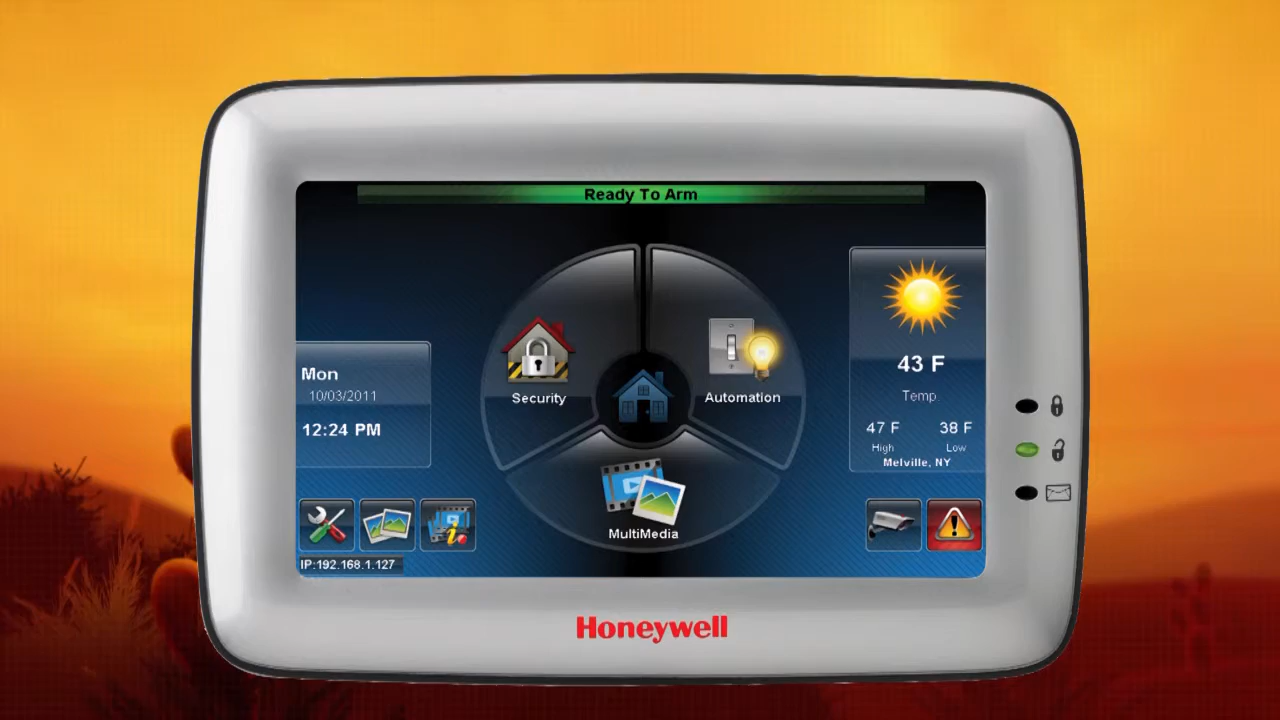 Ready To Arm
Mon
10/03/2011
12:24 PM
Security
Automation
MultiMedia
43 F
Temp.
47 F 38 F
High Low
Melville, NY
IP:192.168.1.127
Honeywell